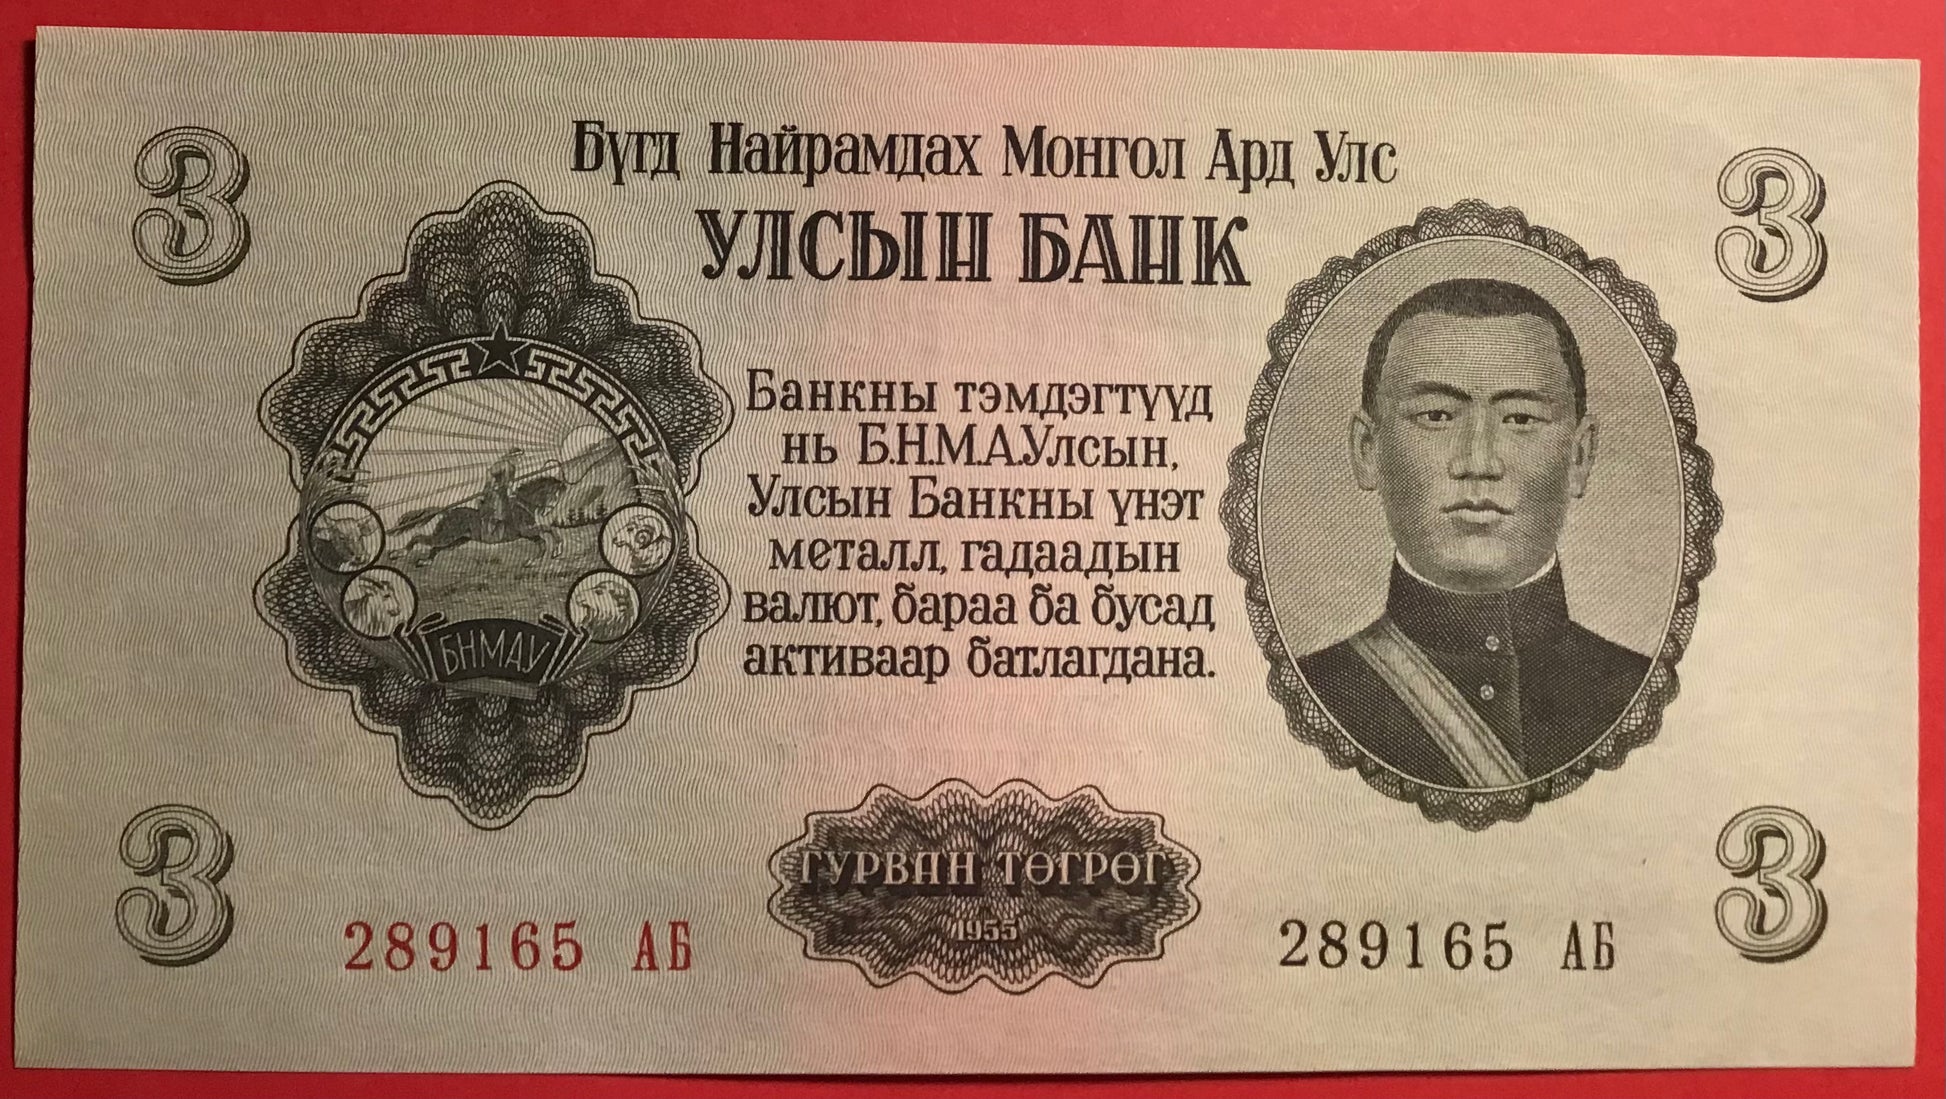 3
3
Бүгд Найрамдах Монгол Ард Улс
УЛСЫН БАНК
Банкны тэмдэгтүүд
нь Б.Н.М.А.Улсын,
Улсын Банкны үнэт
металл, гадаадын
валют, бараа ба бусад
активаар батлагдана.
БНМАУ
3
3
ГУРВАН ТӨГРӨГ
1955
289165 АБ
289165 АБ